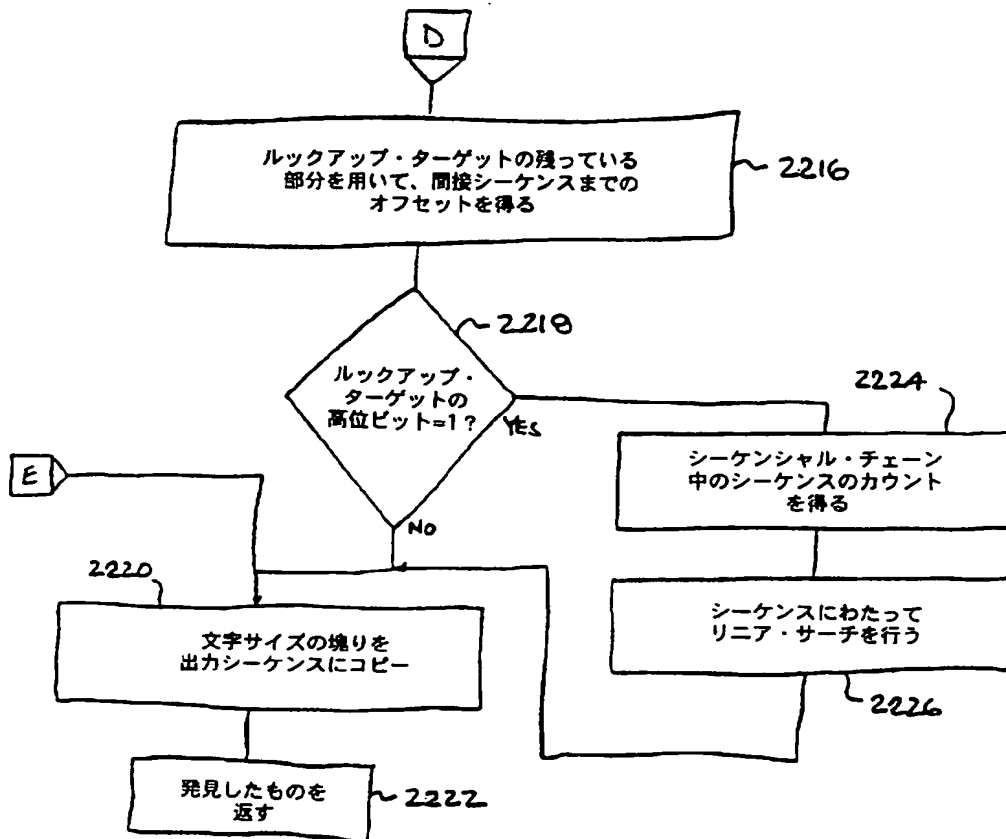 D
ルックアップ・ターゲットの残っている
部分を用いて、間接シーケンスまでの
オフセットを得る
2216
2218
ルックアップ・
ターゲットの
高位ビット=1?
YES
NO
2224
シーケンシャル・チェーン
中のシーケンスのカウント
を得る
シーケンスにわたって
リニア・サーチを行う
2226
E
2220
文字サイズの塊りを
出力シーケンスにコピー
発見したものを
返す
2222